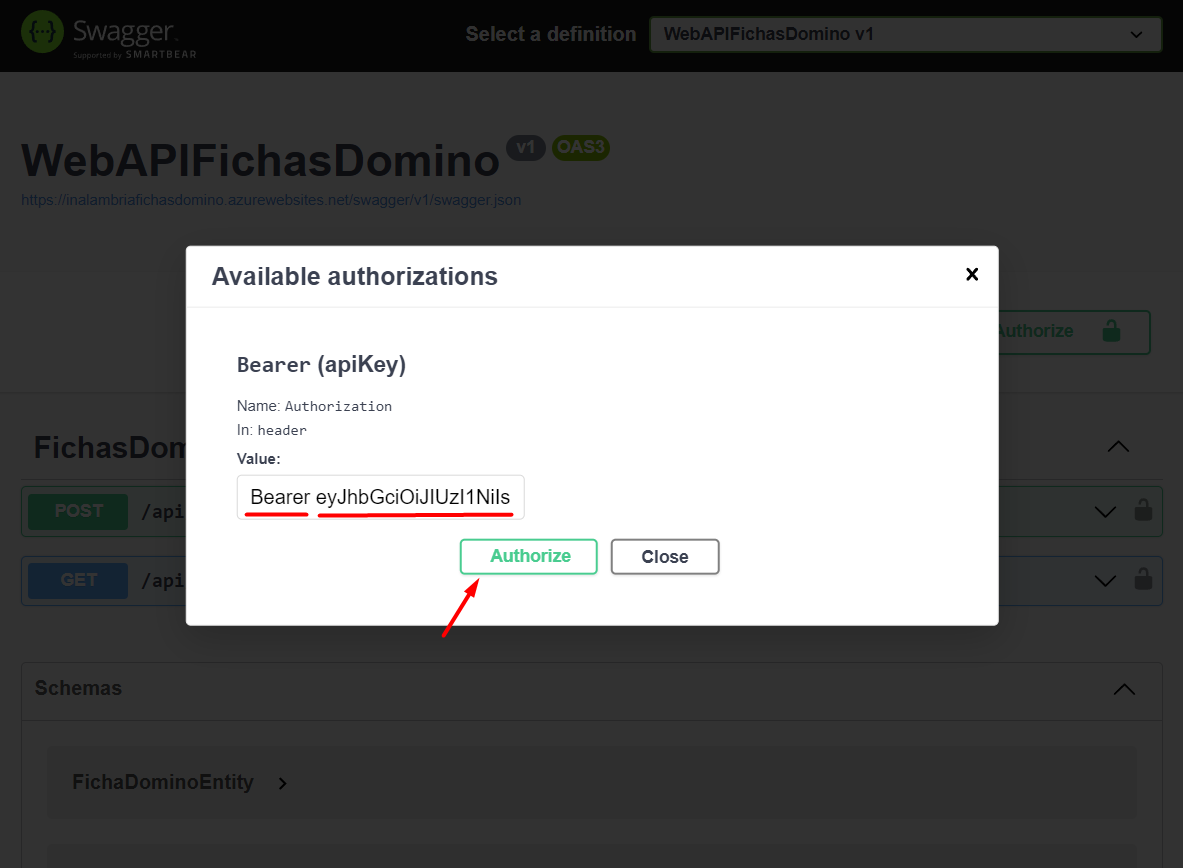 Swagger
Supported by SMARTBEAR
Select a definition
WebAPIFichasDomino v1
WebAPIFichasDomino v1 OAS3
https://inalambriafichasdomino.azurewebsites.net/swagger/v1/swagger.json
Available authorizations
Authorize
Bearer (apiKey)
Name: Authorization
In: header
Value:
Bearer eyJhbGciOiJIUzI1NiIs
Authorize
Close
FichasDom
POST /api
GET /api
Schemas
FichaDominoEntity